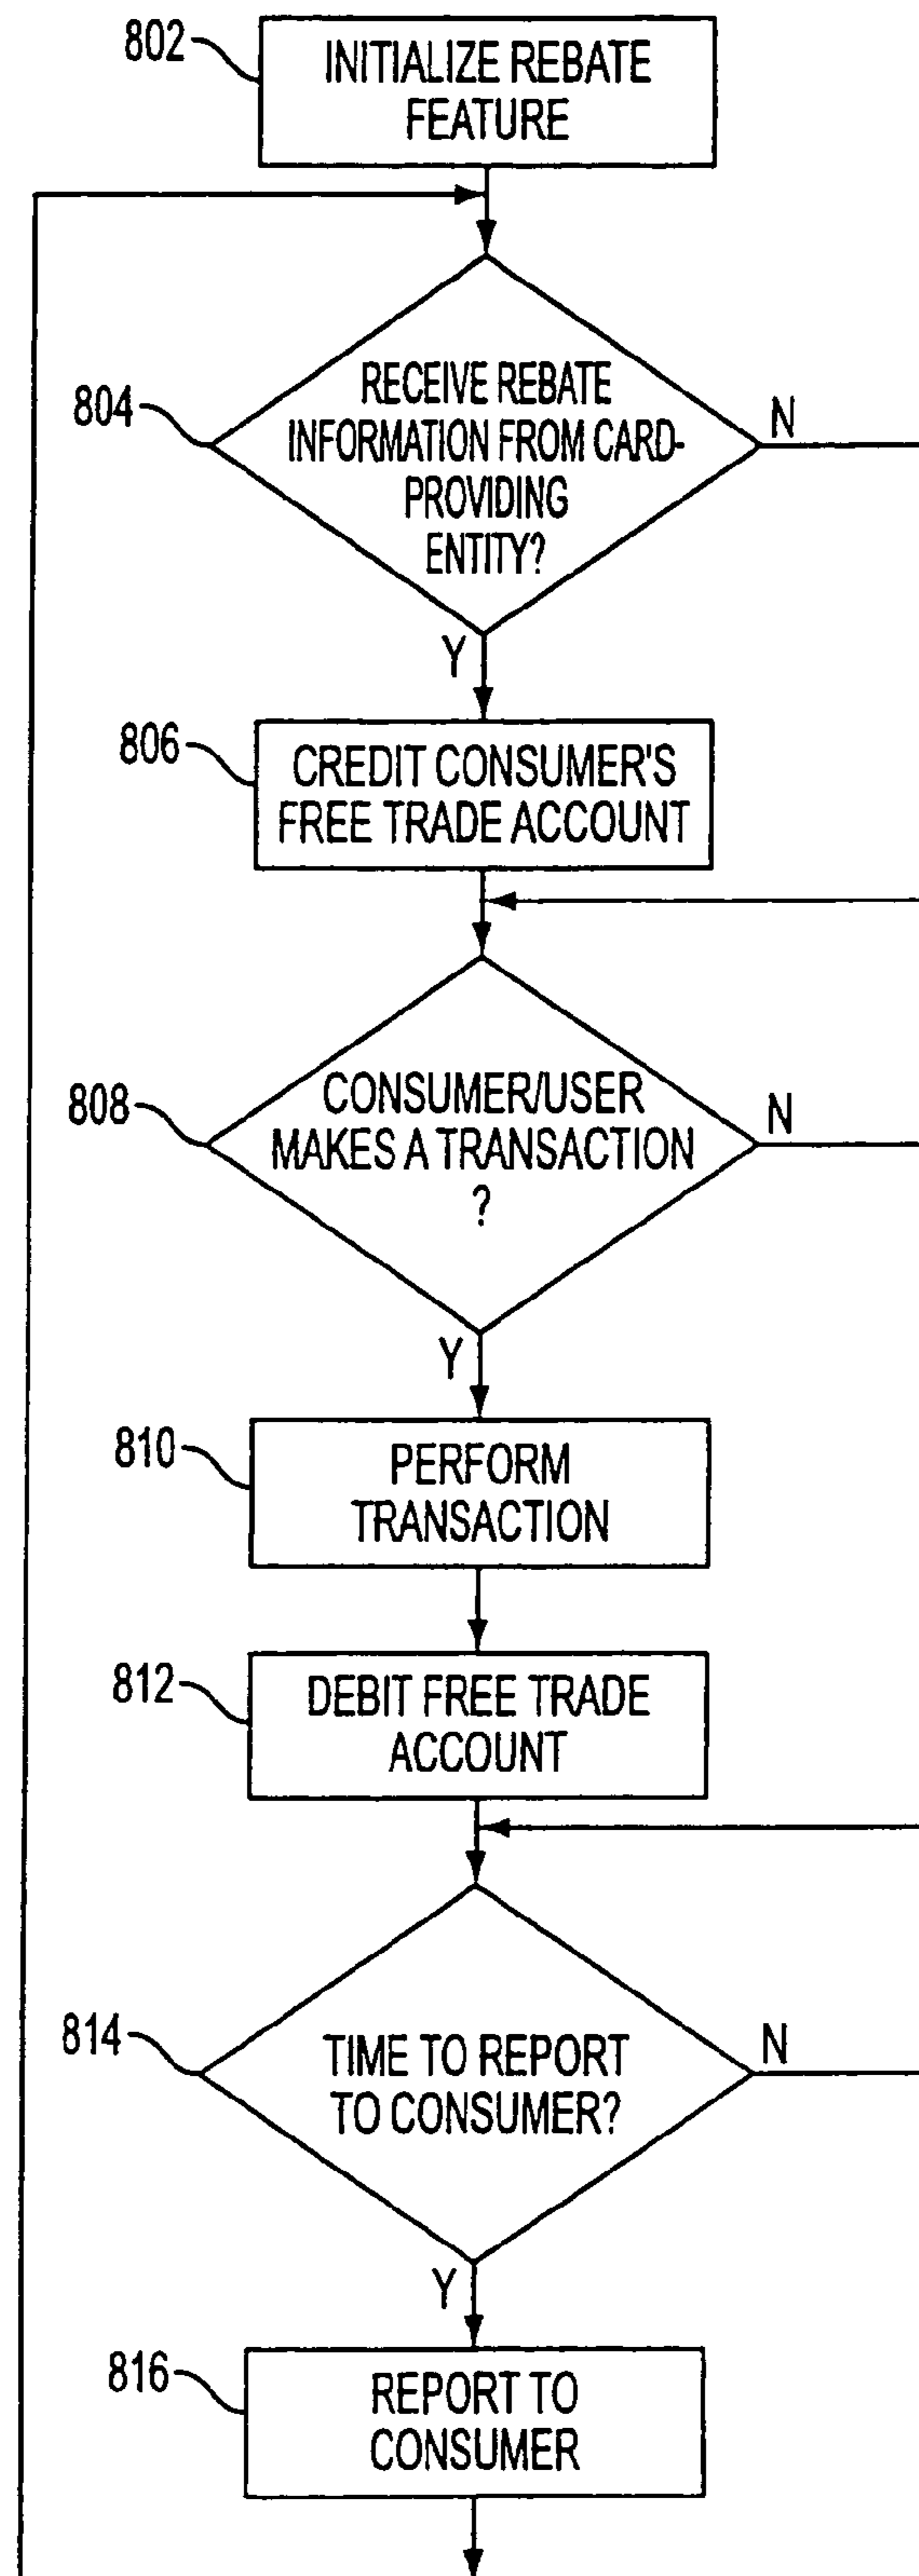 802
INITIALIZE REBATE
FEATURE
804
RECEIVE REBATE
INFORMATION FROM CARD-
PROVIDING
ENTITY?
N
Y
806
CREDIT CONSUMER'S
FREE TRADE ACCOUNT
808
CONSUMER/USER
MAKES A TRANSACTION
?
N
Y
810
PERFORM
TRANSACTION
812
DEBIT FREE TRADE
ACCOUNT
814
TIME TO REPORT
TO CONSUMER?
N
Y
816
REPORT TO
CONSUMER